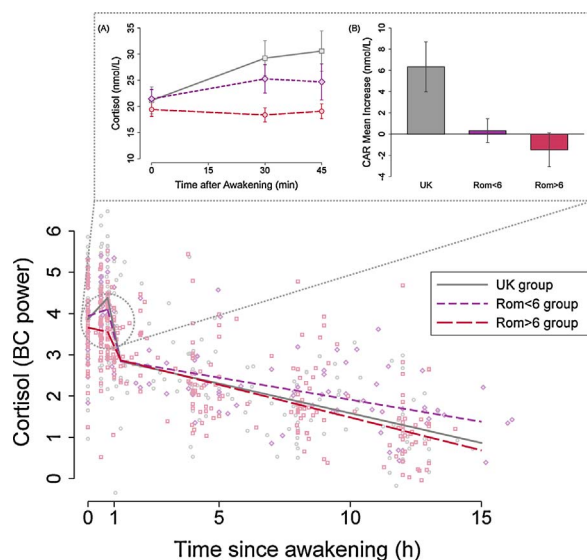 (A)
Cortisol (nmol/L)
35
30
25
20
15
10
0
15
30
45
Time after Awakening (min)
(B)
CAR Mean Increase (nmol/L)
10
8
6
4
2
0
-2
-4
UK
Rom<6
Rom>6
Cortisol (BC power)
6
5
4
3
2
1
0
UK group
Rom<6 group
Rom>6 group
0 1 5 10 15
Time since awakening (h)